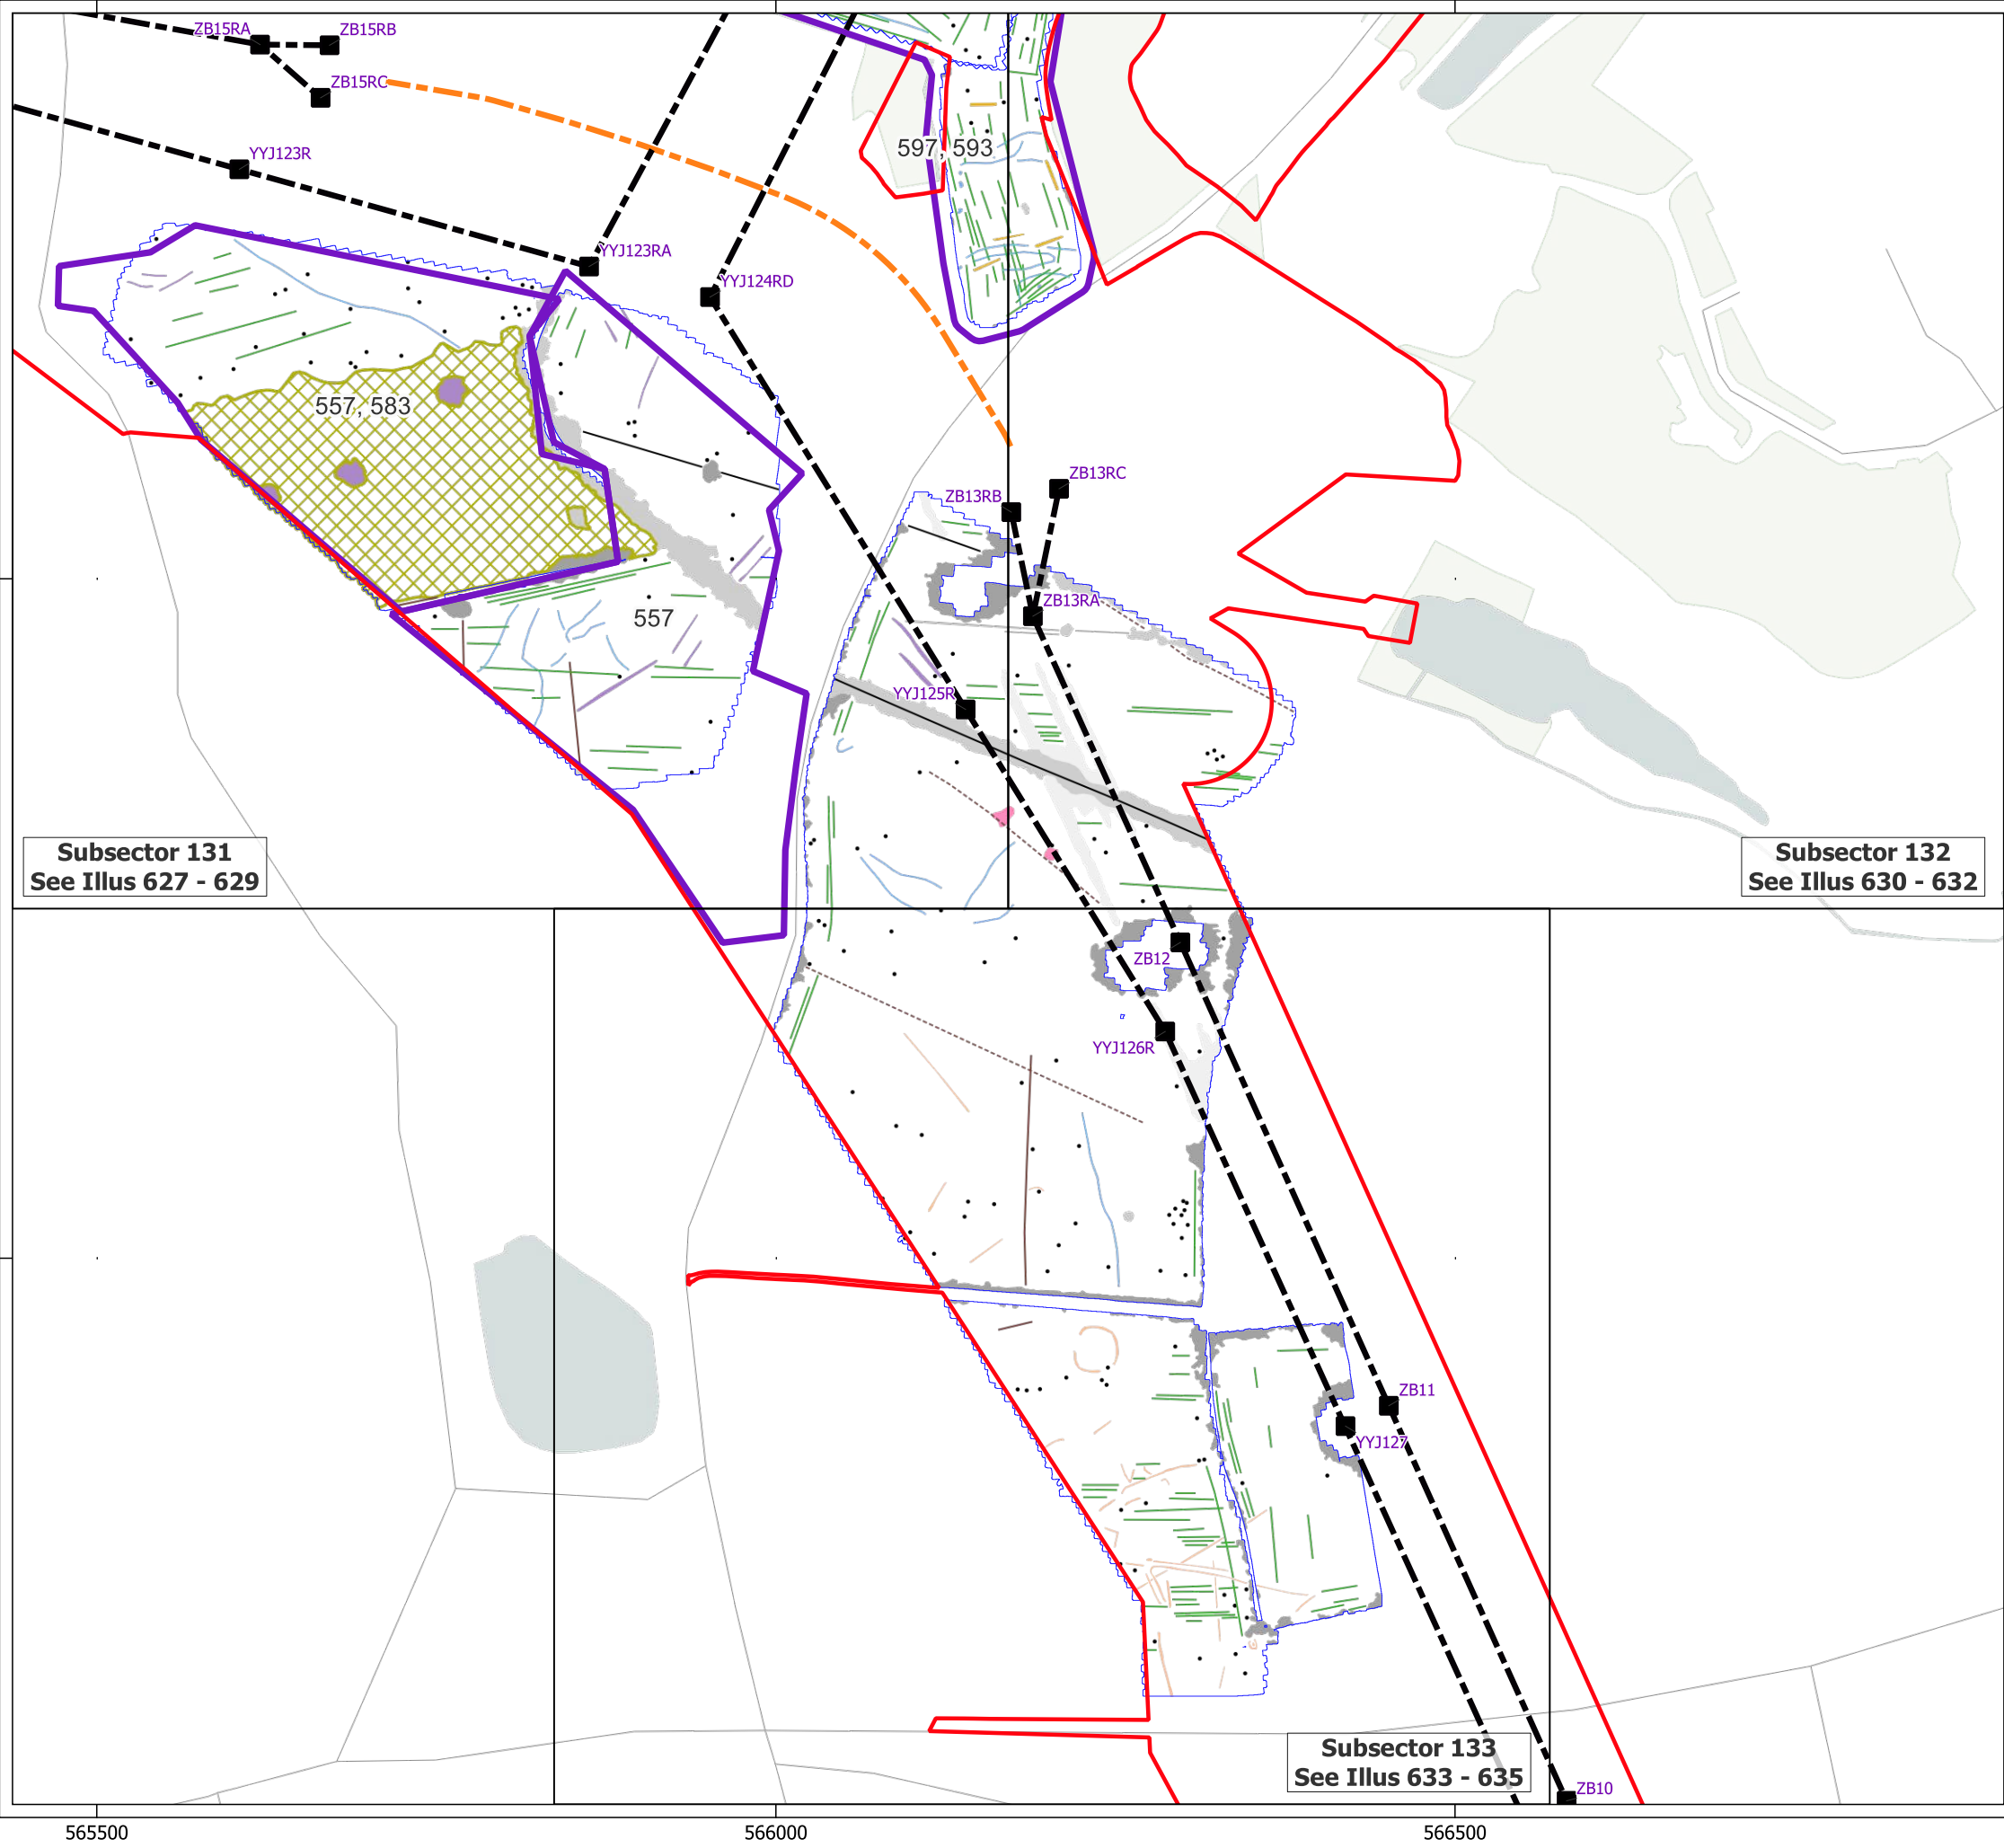 ZB15RA
ZB15RB
ZB15RC
YYJ123R
597, 593
YYJ123RA
YYJ124RD
557, 583
ZB13RC
ZB13RB
ZB13RA
557
YYJ125R
Subsector 131
See Illus 627 - 629
Subsector 132
See Illus 630 - 632
ZB12
YYJ126R
ZB11
YYJ127
Subsector 133
See Illus 633 - 635
ZB10
565500
566000
566500